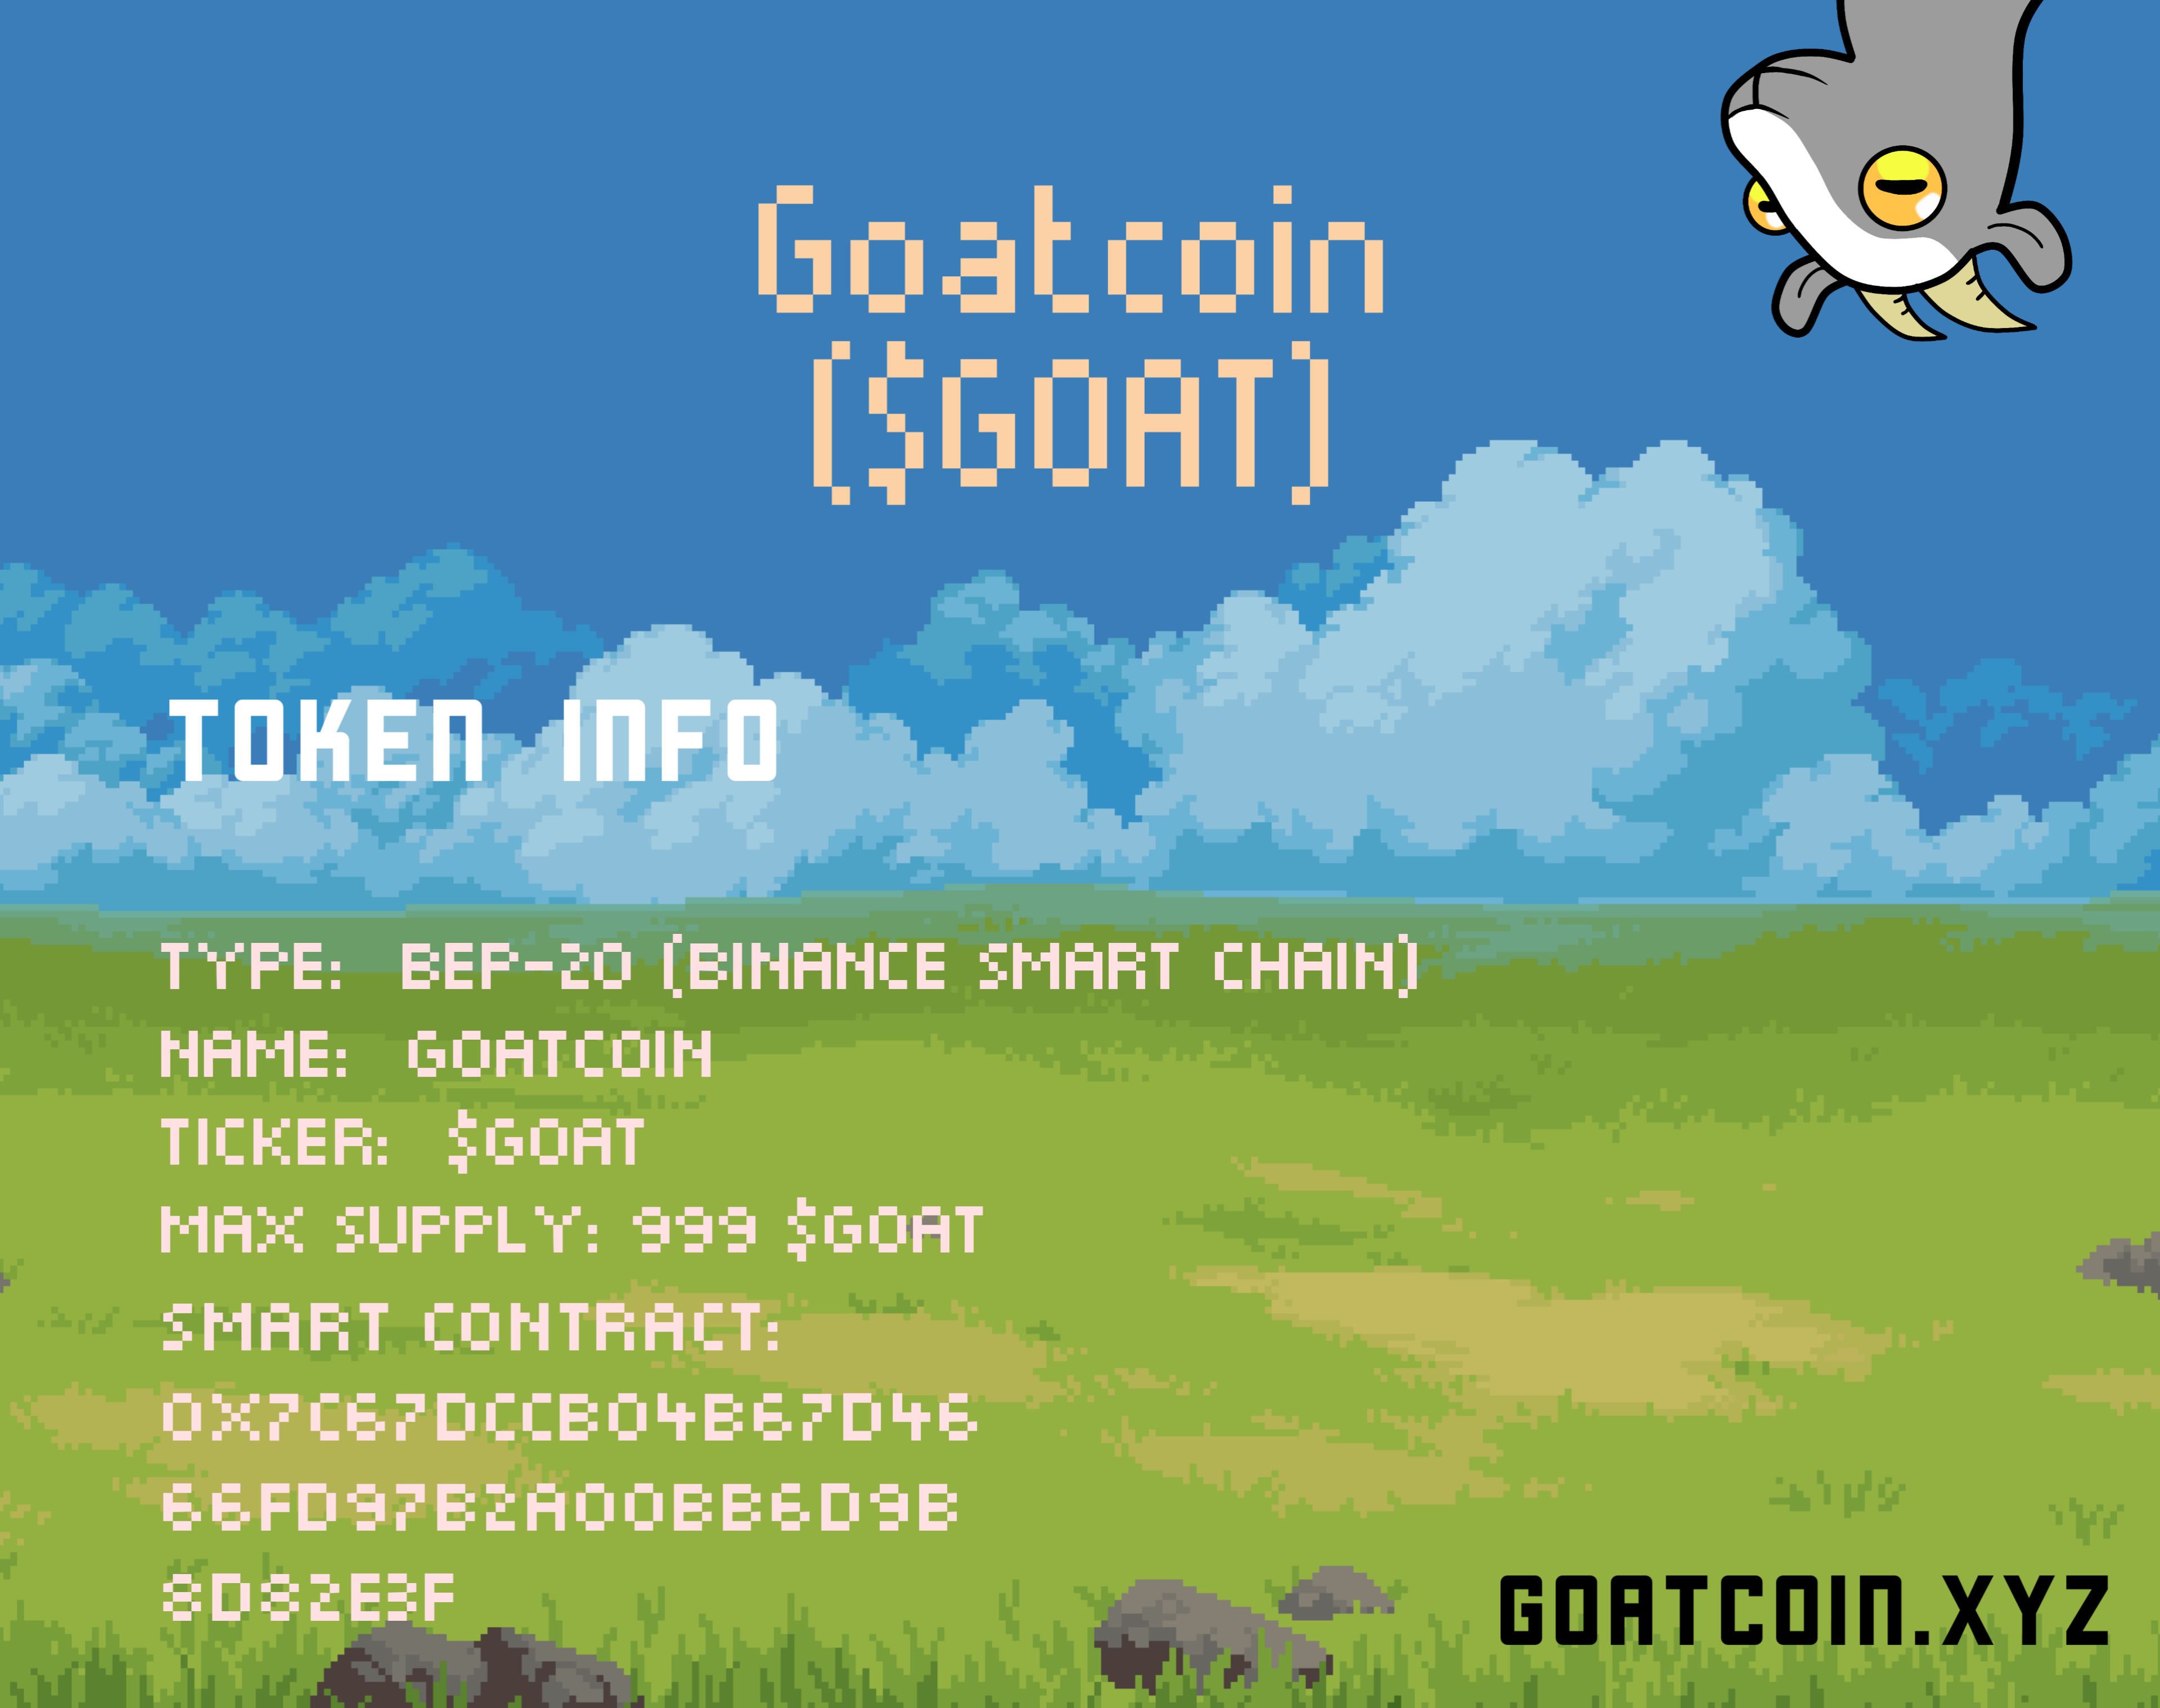 Goatcoin
($GOAT)
TOKEN INFO
TYPE: BEP-20 (BINANCE SMART CHAIN)
NAME: GOATCOIN
TICKER: $GOAT
MAX SUPPLY: 999 $GOAT
SMART CONTRACT:
0X7C67DCCB04B67D46
66FD97B2A00BB6D9B
8D82E3F
GOATCOIN.XYZ